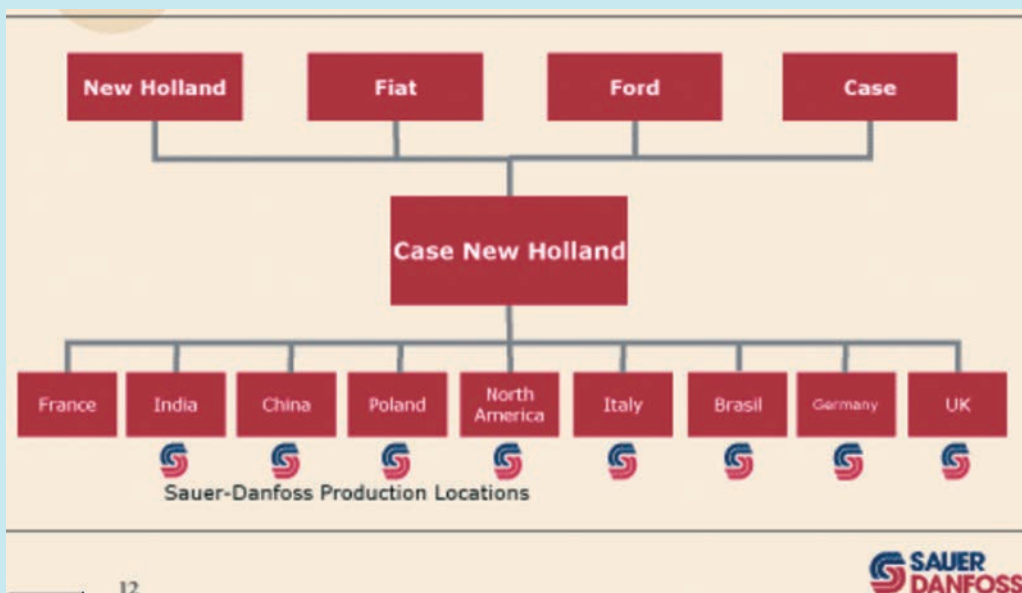 New Holland
Fiat
Ford
Case
Case New Holland
France
India
China
Poland
North
America
Italy
Brasil
Germany
UK
Sauer-Danfoss Production Locations
12
SAUER
DANFOSS